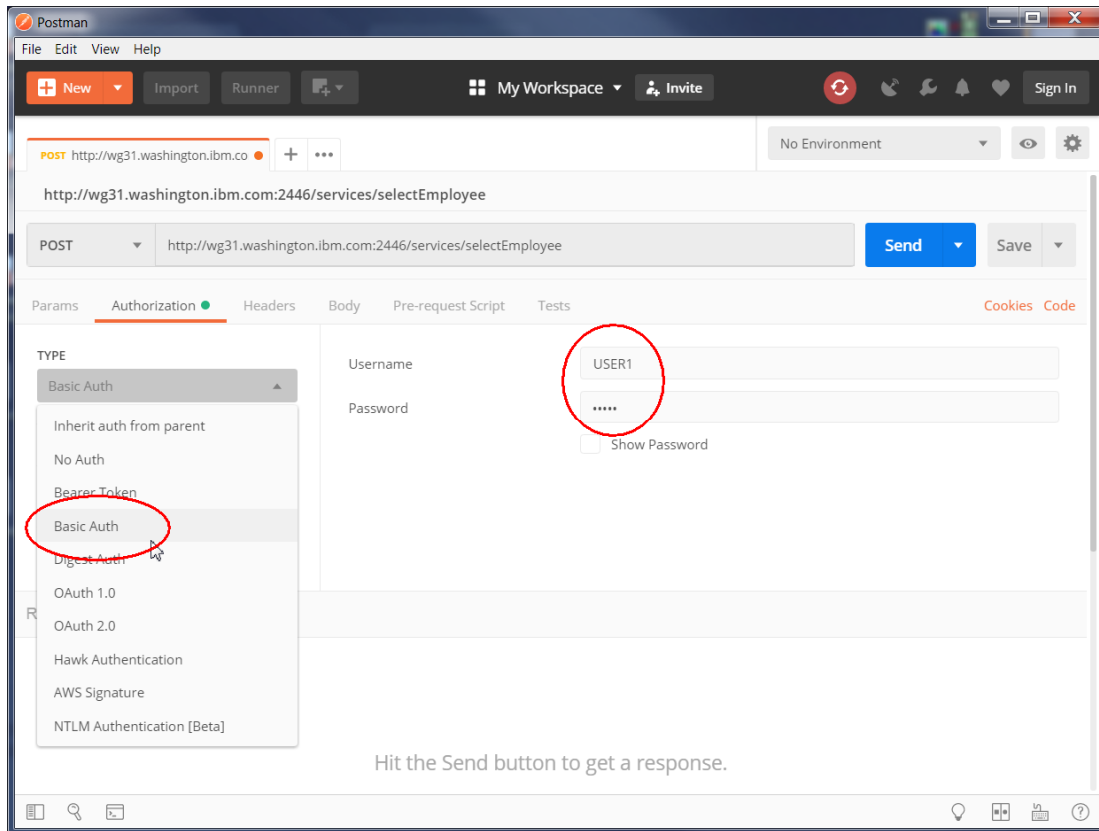 Postman
File Edit View Help
New Import Runner My Workspace Invite Sign In
POST http://wg31.washington.ibm.co No Environment
http://wg31.washington.ibm.com:2446/services/selectEmployee
POST http://wg31.washington.ibm.com:2446/services/selectEmployee Send Save
Params Authorization Headers Body Pre-request Script Tests Cookies Code
TYPE
Basic Auth
Username USER1
Password •••••
Show Password
Inherit auth from parent
No Auth
Bearer Token
Basic Auth
Digest Auth
OAuth 1.0
R
OAuth 2.0
Hawk Authentication
AWS Signature
NTLM Authentication [Beta]
Hit the Send button to get a response.